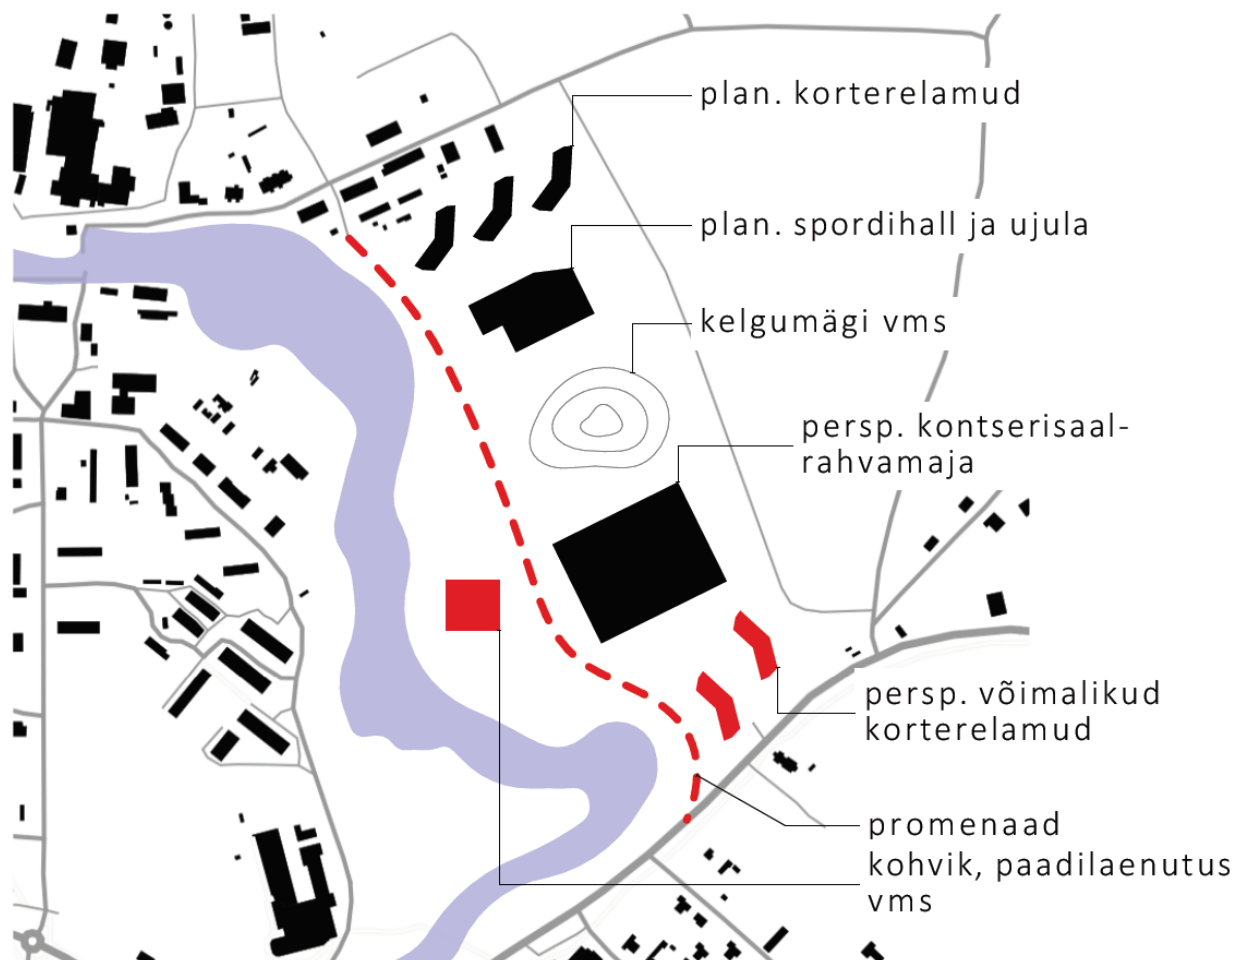 plan. korterelamud
plan. spordihall ja ujula
kelgumägi vms
persp. kontserisaal-
rahvamaja
persp. võimalikud
korterelamud
promenaad
kohvik, paadilaenutus
vms